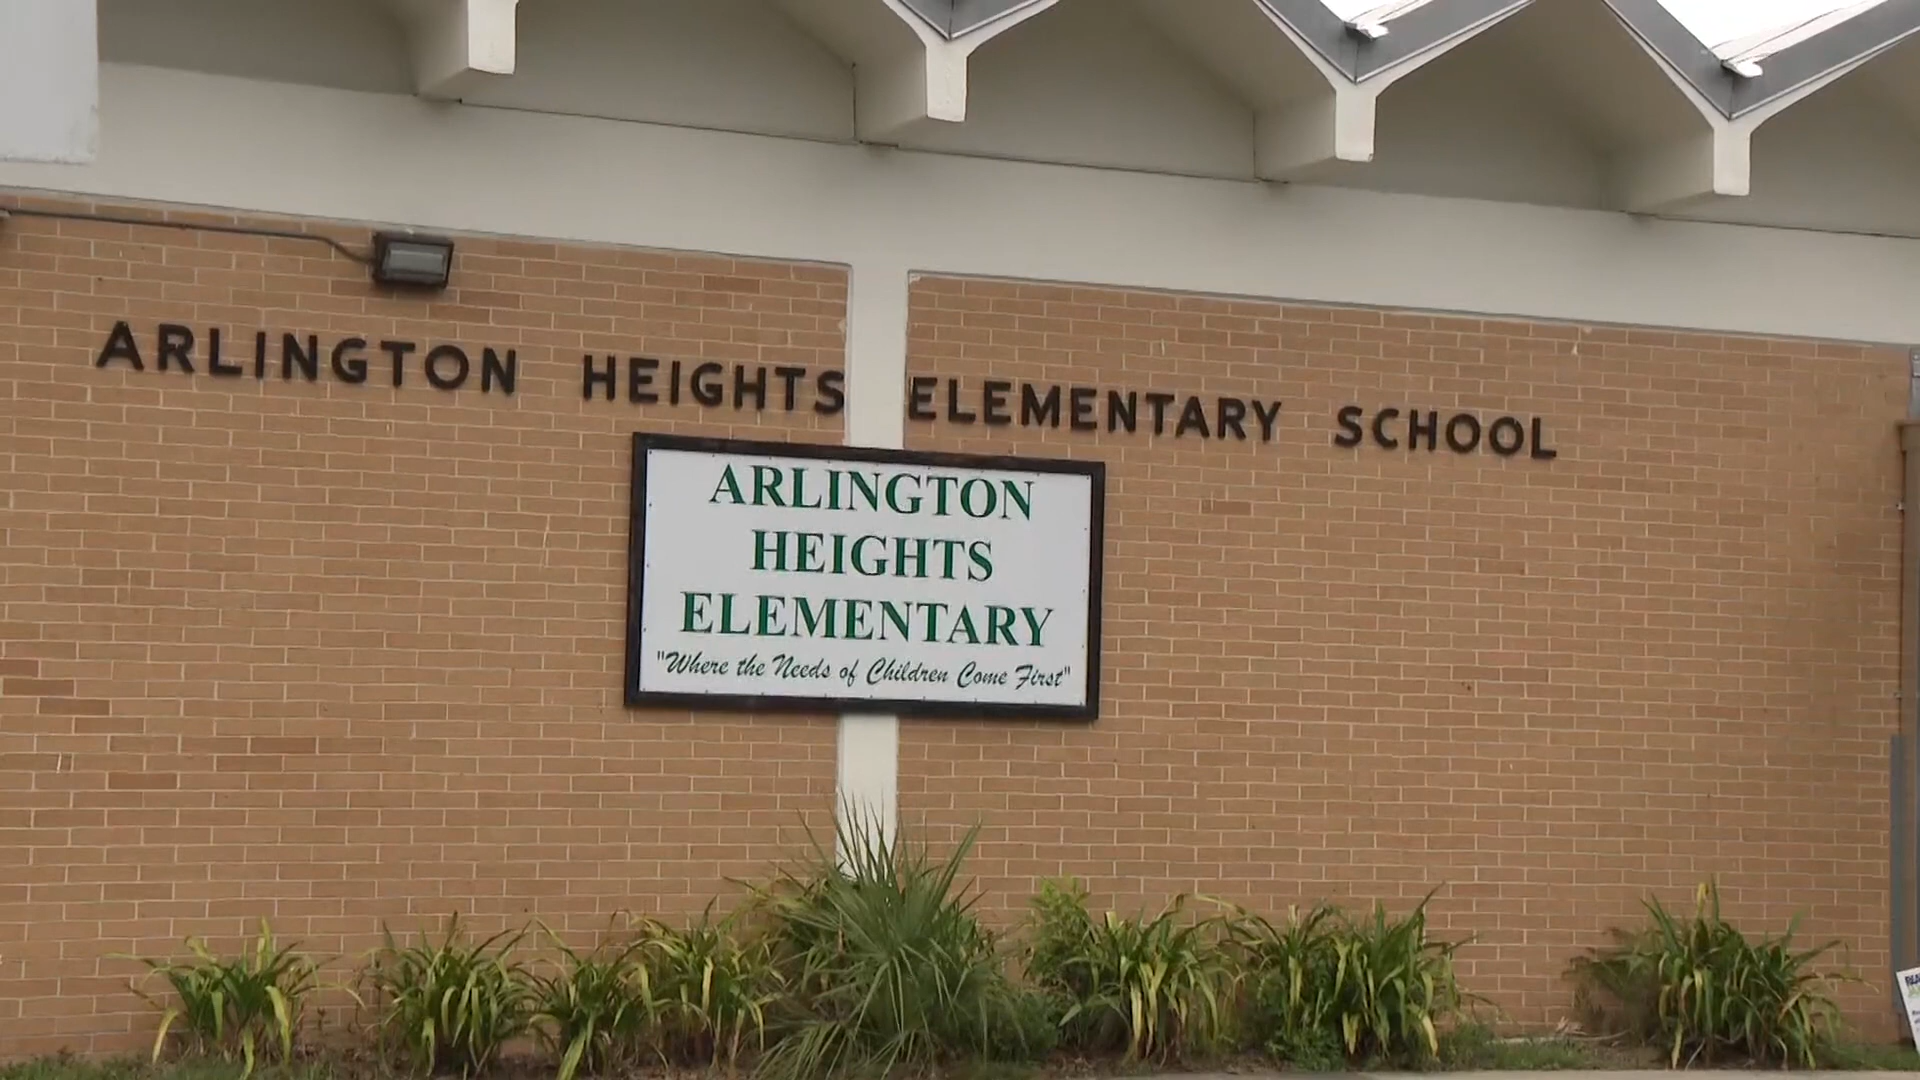 ARLINGTON HEIGHTS ELEMENTARY SCHOOL
ARLINGTON
HEIGHTS
ELEMENTARY
"Where the Needs of Children Come First"